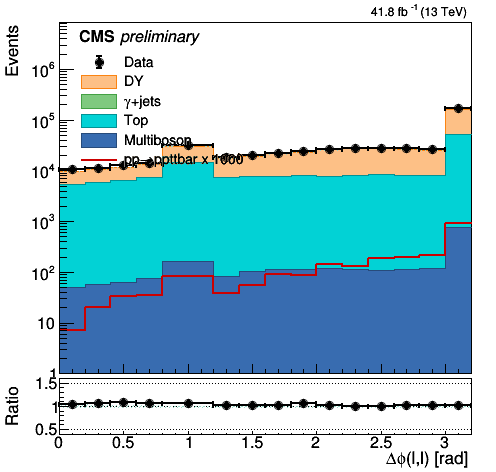 41.8 fb⁻¹ (13 TeV)
Events
CMS preliminary
Data
DY
γ+jets
Top
Multiboson
pp→ppttbar x 1000
10⁶
10⁵
10⁴
10³
10²
10
1
Ratio
1.5
1
0.5
0 0.5 1 1.5 2 2.5 3
Δϕ(l,l) [rad]